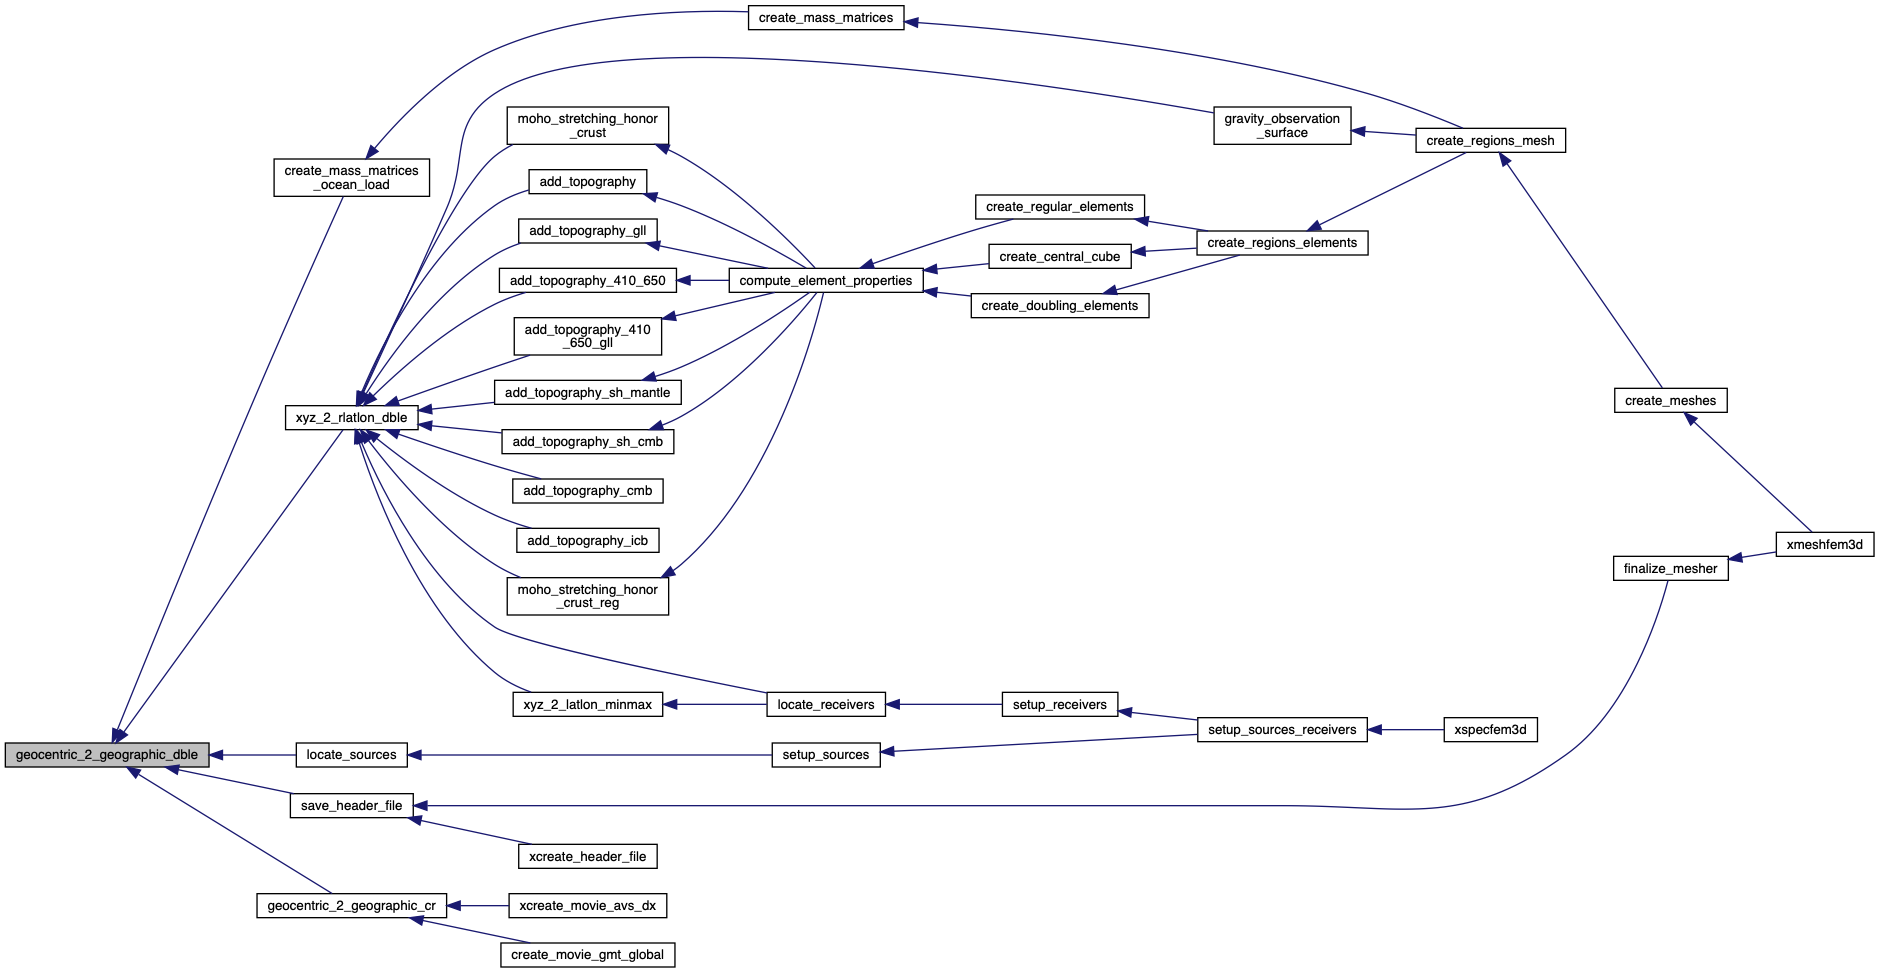 create_mass_matrices
gravity_observation
_surface
create_regions_mesh
moho_stretching_honor
_crust
create_mass_matrices
_ocean_load
add_topography
create_regular_elements
add_topography_gll
create_regions_elements
create_central_cube
add_topography_410_650
compute_element_properties
create_doubling_elements
add_topography_410
_650_gll
add_topography_sh_mantle
create_meshes
xyz_2_rlatlon_dble
add_topography_sh_cmb
add_topography_cmb
add_topography_icb
xmeshfem3d
finalize_mesher
moho_stretching_honor
_crust_reg
xyz_2_latlon_minmax
locate_receivers
setup_receivers
setup_sources_receivers
xspecfem3d
geocentric_2_geographic_dble
locate_sources
setup_sources
save_header_file
xcreate_header_file
geocentric_2_geographic_cr
xcreate_movie_avs_dx
create_movie_gmt_global